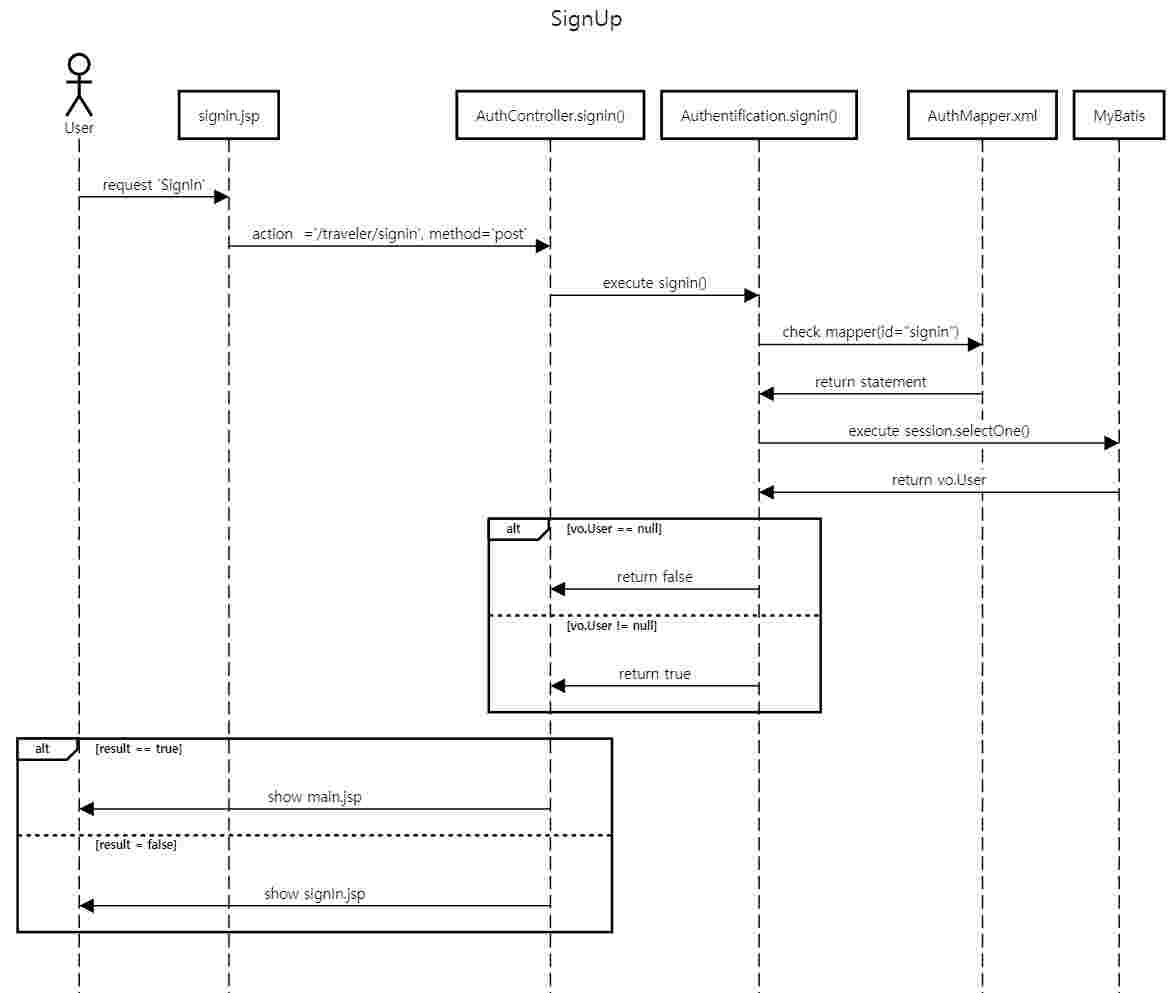 SignUp
User
signin.jsp
AuthController.signin()
Authentification.signin()
AuthMapper.xml
MyBatis
request 'SignIn'
action ='/traveler/signin', method='post'
execute signin()
check mapper(id="signin")
return statement
execute session.selectOne()
return vo.User
alt [vo.User == null]
return false
[vo.User != null]
return true
alt [result == true]
show main.jsp
[result = false]
show signin.jsp